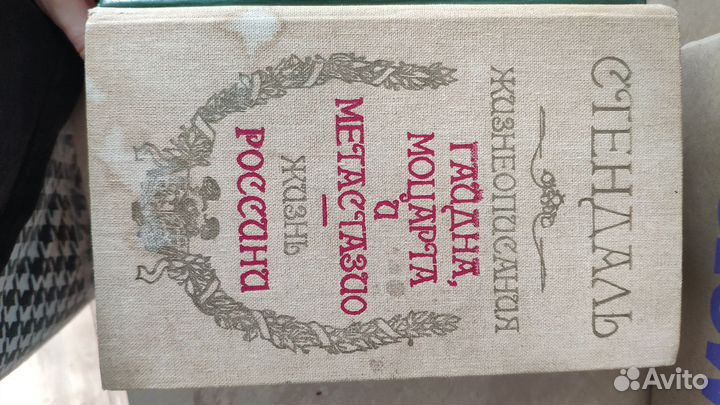 СТЕНДАЛЬ
ЖИЗНЕОПИСАНИЯ
ГАЙДНА,
МОЦАРТА
И
МЕТАСТАЗИО
ЖИЗНЬ
РОССИНИ
Avito